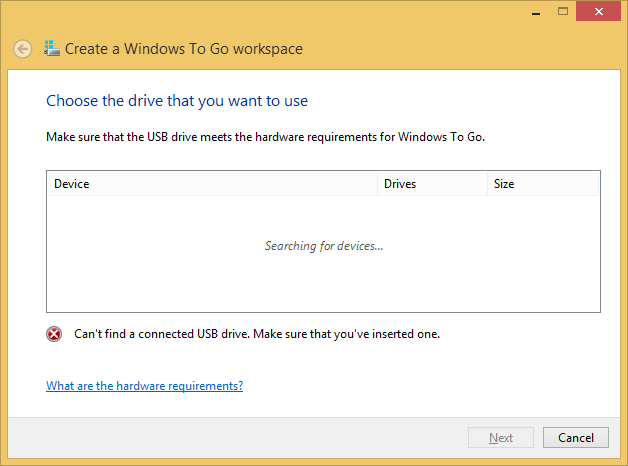 Create a Windows To Go workspace
Choose the drive that you want to use
Make sure that the USB drive meets the hardware requirements for Windows To Go.
Device Drives Size
Searching for devices...
Can't find a connected USB drive. Make sure that you've inserted one.
What are the hardware requirements?
Next Cancel